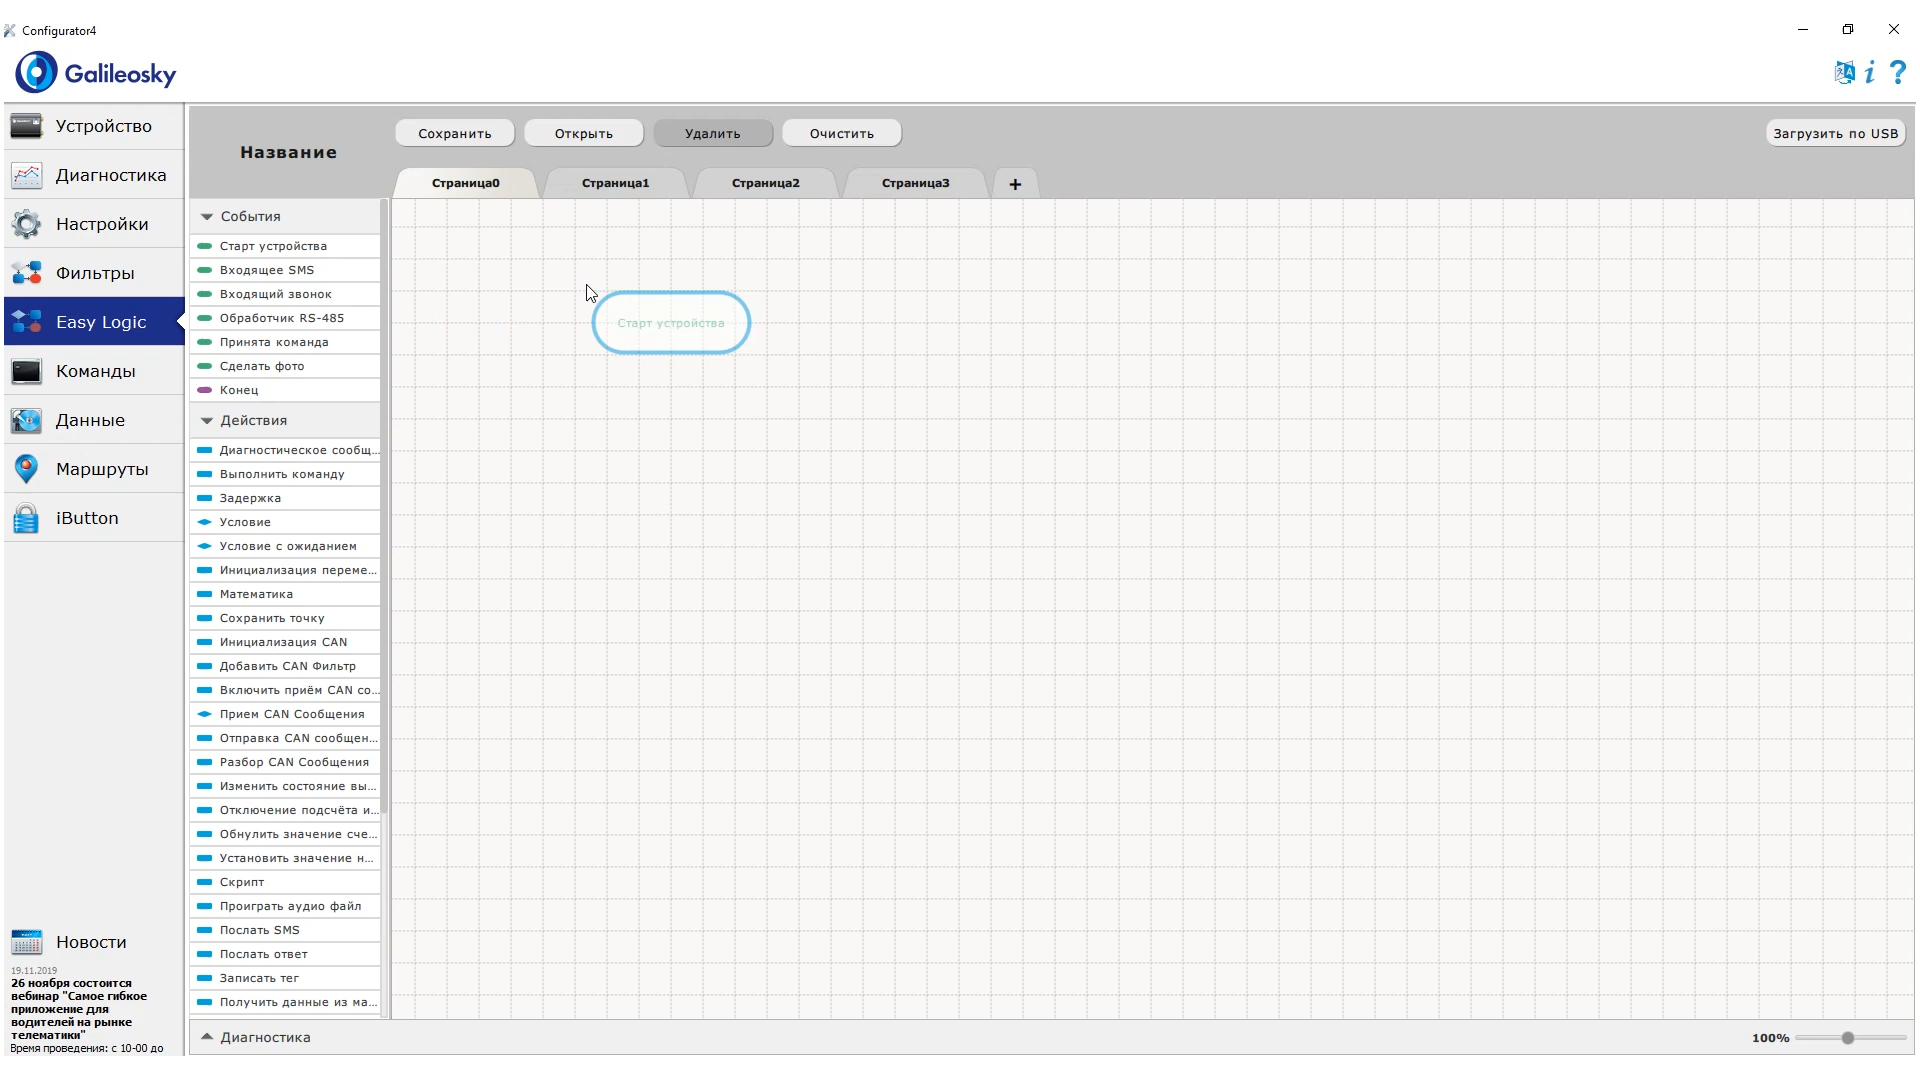 Configurator4
Galileosky
Устройство
Диагностика
Настройки
Фильтры
Easy Logic
Команды
Данные
Маршруты
iButton
Новости
19.11.2019
26 ноября состоится
вебинар "Самое гибкое
приложение для
водителей на рынке
телематики"
Время проведения: с 10-00 до
Название
Сохранить
Открыть
Удалить
Очистить
Загрузить по USB
Страница0
Страница1
Страница2
Страница3
+
События
Старт устройства
Входящее SMS
Входящий звонок
Обработчик RS-485
Принята команда
Сделать фото
Конец
Действия
Диагностическое сообщ...
Выполнить команду
Задержка
Условие
Условие с ожиданием
Инициализация переме...
Математика
Сохранить точку
Инициализация CAN
Добавить CAN Фильтр
Включить приём CAN со...
Прием CAN Сообщения
Отправка CAN сообщен...
Разбор CAN Сообщения
Изменить состояние вы...
Отключение подсчёта и...
Обнулить значение сче...
Установить значение н...
Скрипт
Проиграть аудио файл
Послать SMS
Послать ответ
Записать тег
Получить данные из ма...
Старт устройства
Диагностика
100%